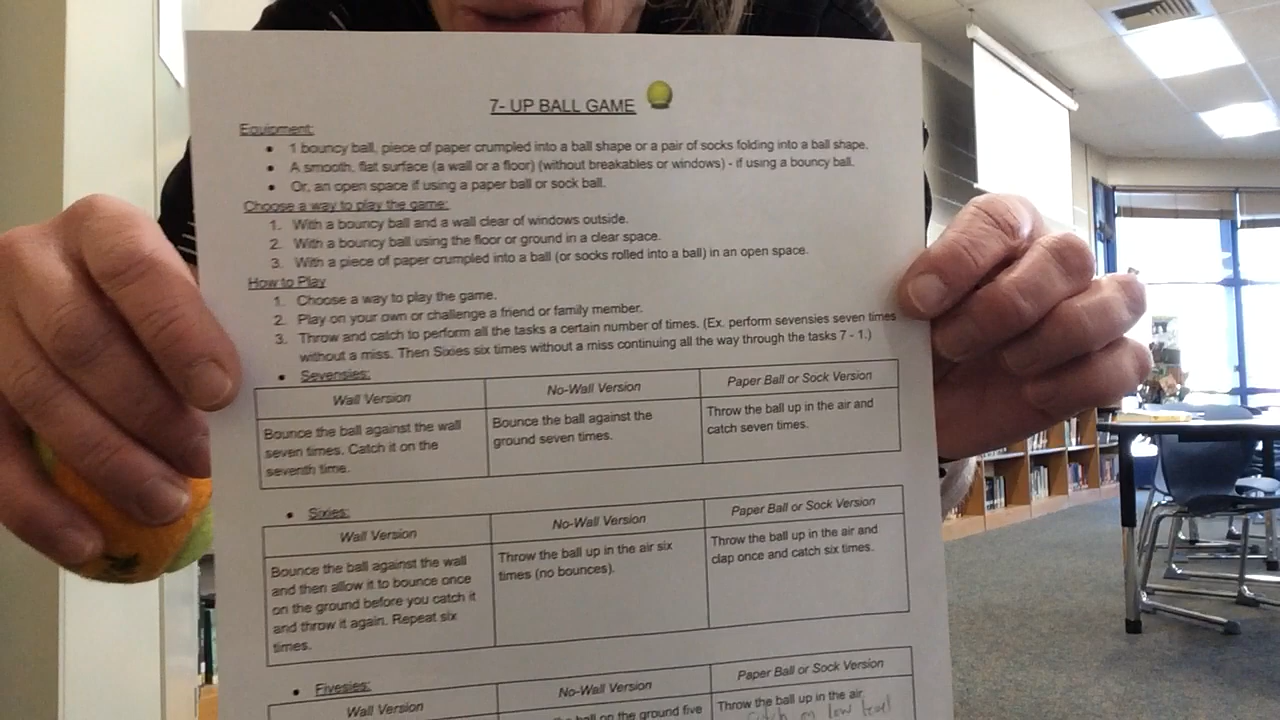 7- UP BALL GAME
Equipment:
• 1 bouncy ball, piece of paper crumpled into a ball shape or a pair of socks folding into a ball shape.
• A smooth, flat surface (a wall or a floor) (without breakables or windows) - if using a bouncy ball.
• Or, an open space if using a paper ball or sock ball.
Choose a way to play the game:
1. With a bouncy ball and a wall clear of windows outside.
2. With a bouncy ball using the floor or ground in a clear space.
3. With a piece of paper crumpled into a ball (or socks rolled into a ball) in an open space.
How to Play
1. Choose a way to play the game.
2. Play on your own or challenge a friend or family member.
3. Throw and catch to perform all the tasks a certain number of times. (Ex. perform sevensies seven times
without a miss. Then Sixies six times without a miss continuing all the way through the tasks 7 - 1.)
• Sevensies:
Wall Version
No-Wall Version
Paper Ball or Sock Version
Bounce the ball against the wall
seven times. Catch it on the
seventh time.
Bounce the ball against the
ground seven times.
Throw the ball up in the air and
catch seven times.
• Sixies:
Wall Version
No-Wall Version
Paper Ball or Sock Version
Bounce the ball against the wall
and then allow it to bounce once
on the ground before you catch it
and throw it again. Repeat six
times.
Throw the ball up in the air six
times (no bounces).
Throw the ball up in the air and
clap once and catch six times.
• Fivesies:
Wall Version
No-Wall Version
Paper Ball or Sock Version
ball on the ground five
Throw the ball up in the air
low level